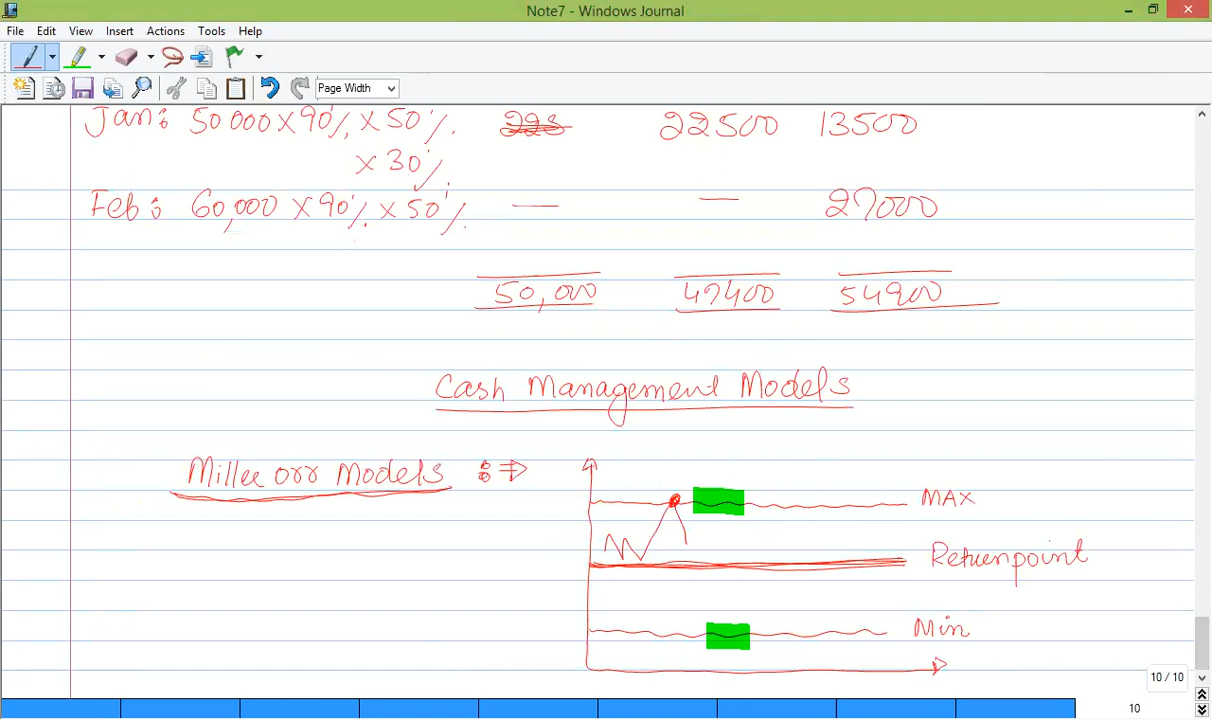 Note7 - Windows Journal
File Edit View Insert Actions Tools Help
Page Width
Jan: 50000 X 90% X 50%. 225 22500 13500
X 30%
Feb: 60,000 X 90% X 50% — — 27000
50,000 47400 54900
Cash Management Models
Miller orr Models :⇒
MAX
Returnpoint
Min
10 / 10
10